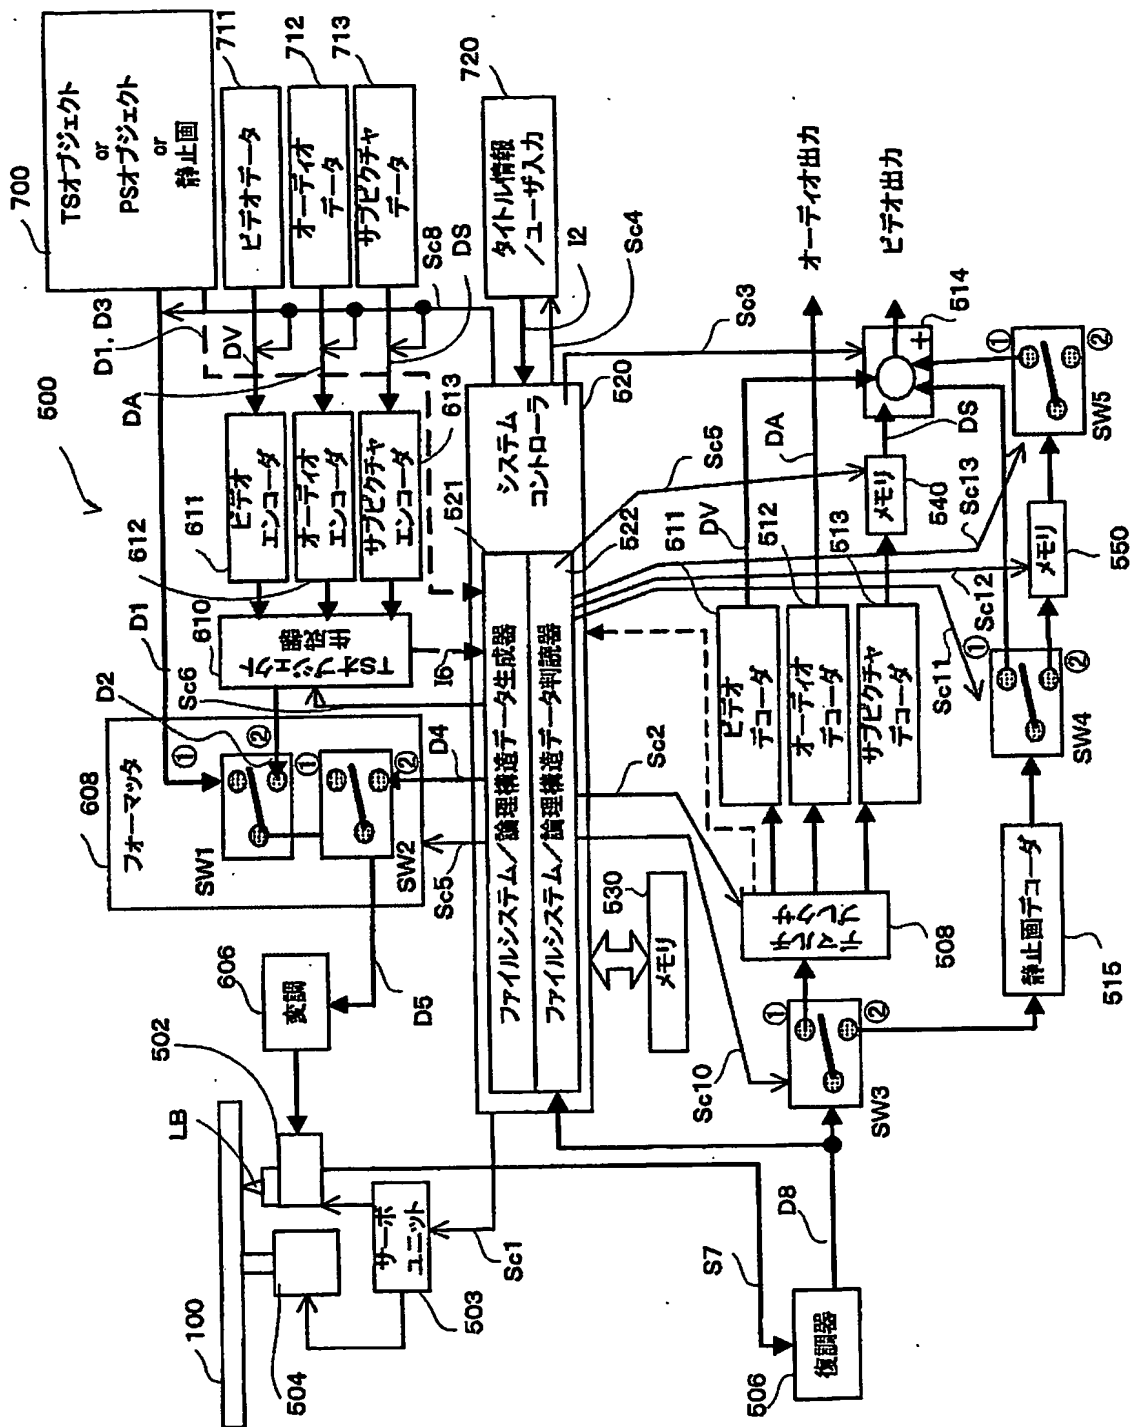 500
100
LB
502
504
サーボ
ユニット
503
Sc1
606
変調
D5
608
フォーマッタ
①
②
SW1
D2
①
②
SW2
Sc5
D4
D1
612
610
TSオブジェクト
生成器
Sc6
I6
611
ビデオ
エンコーダ
オーディオ
エンコーダ
サブピクチャ
エンコーダ
613
DA
DV
DS
Sc8
D1, D3
700
TSオブジェクト
or
PSオブジェクト
or
静止画
ビデオデータ
711
オーディオ
データ
712
サブピクチャ
データ
713
720
タイトル情報
/ユーザ入力
I2
Sc4
システム
コントローラ
520
521
ファイルシステム/論理構造データ生成器
ファイルシステム/論理構造データ判読器
522
530
メモリ
S7
復調器
506
D8
Sc10
SW3
①
②
Sc2
デマルチ
プレクサ
508
ビデオ
デコーダ
511
オーディオ
デコーダ
512
サブピクチャ
デコーダ
513
DV
DA
Sc5
メモリ
540
DS
Sc3
514
+
オーディオ出力
ビデオ出力
静止画デコーダ
515
Sc11
Sc12
Sc13
①
②
SW4
メモリ
550
①
②
SW5